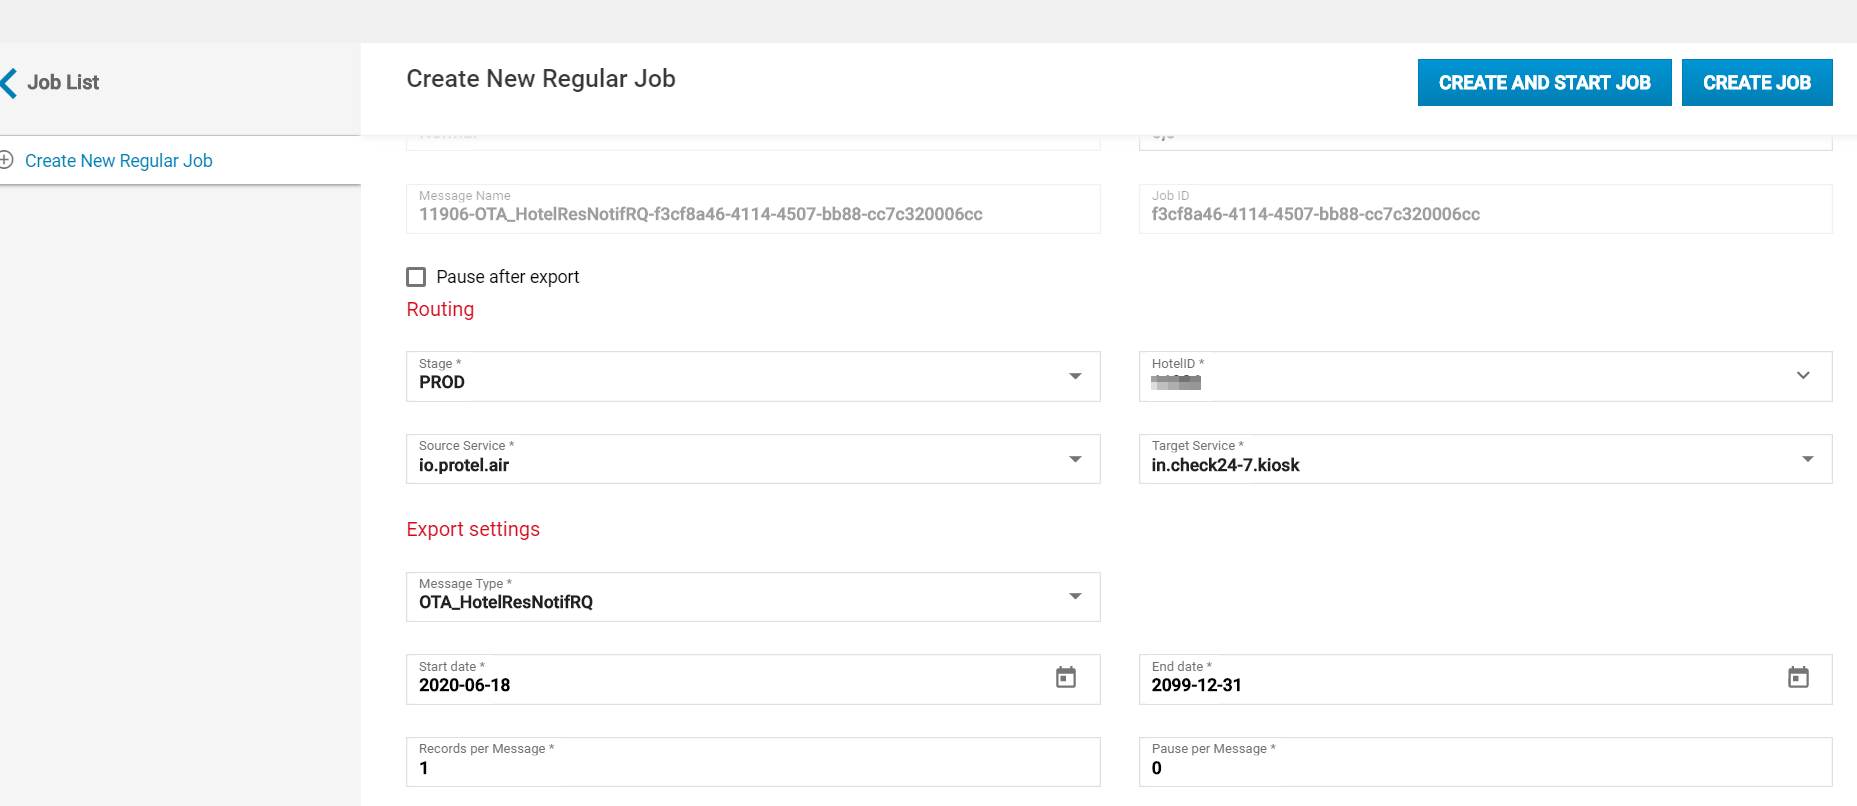 Job List
Create New Regular Job
Create New Regular Job
CREATE AND START JOB
CREATE JOB
Message Name
11906-OTA_HotelResNotifRQ-f3cf8a46-4114-4507-bb88-cc7c320006cc
Job ID
f3cf8a46-4114-4507-bb88-cc7c320006cc
Pause after export
Routing
Stage *
PROD
HotelID *
Source Service *
io.protel.air
Target Service *
in.check24-7.kiosk
Export settings
Message Type *
OTA_HotelResNotifRQ
Start date *
2020-06-18
End date *
2099-12-31
Records per Message *
1
Pause per Message *
0